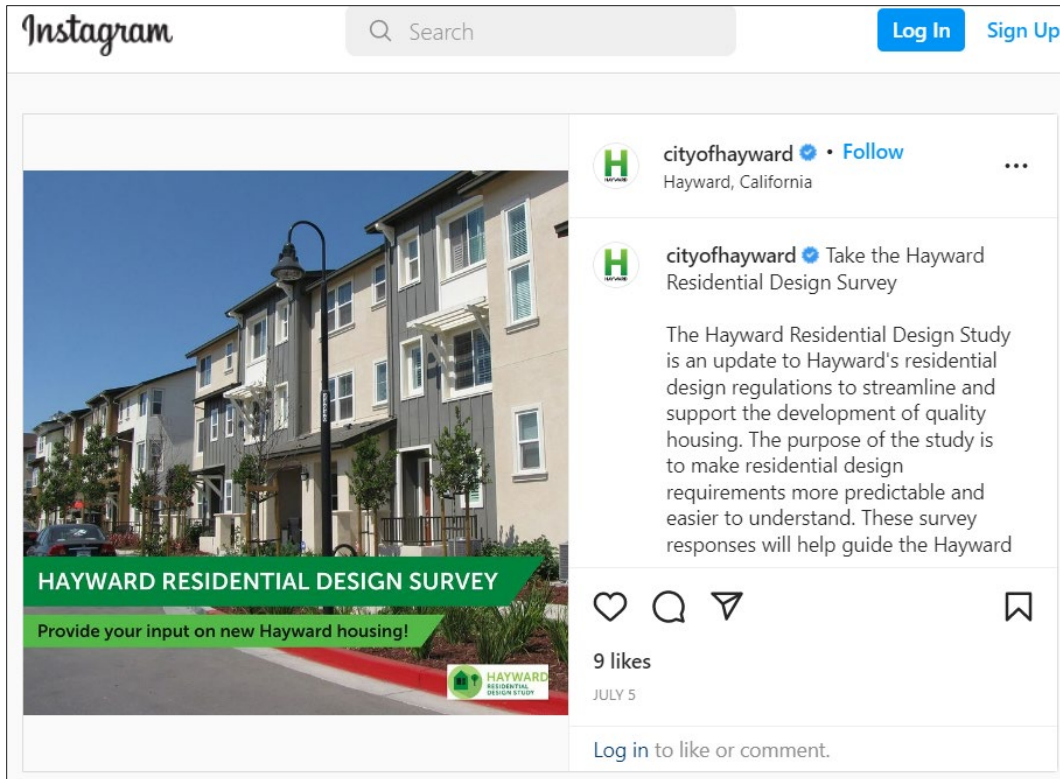 Instagram
Search
Log In
Sign Up
cityofhayward • Follow
Hayward, California
HAYWARD
cityofhayward Take the Hayward
Residential Design Survey
The Hayward Residential Design Study
is an update to Hayward's residential
design regulations to streamline and
support the development of quality
housing. The purpose of the study is
to make residential design
requirements more predictable and
easier to understand. These survey
responses will help guide the Hayward
HAYWARD RESIDENTIAL DESIGN SURVEY
Provide your input on new Hayward housing!
HAYWARD
RESIDENTIAL
DESIGN STUDY
9 likes
JULY 5
Log in to like or comment.